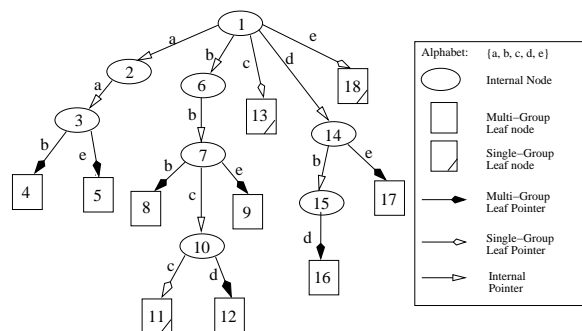 1
a
b
c
d
e
2
6
13
18
a
b
3
14
b
e
7
b
e
4
5
b
e
c
8
9
15
17
d
10
16
c
d
11
12
Alphabet: {a, b, c, d, e}
Internal Node
Multi−Group
Leaf node
Single−Group
Leaf node
Multi−Group
Leaf Pointer
Single−Group
Leaf Pointer
Internal
Pointer